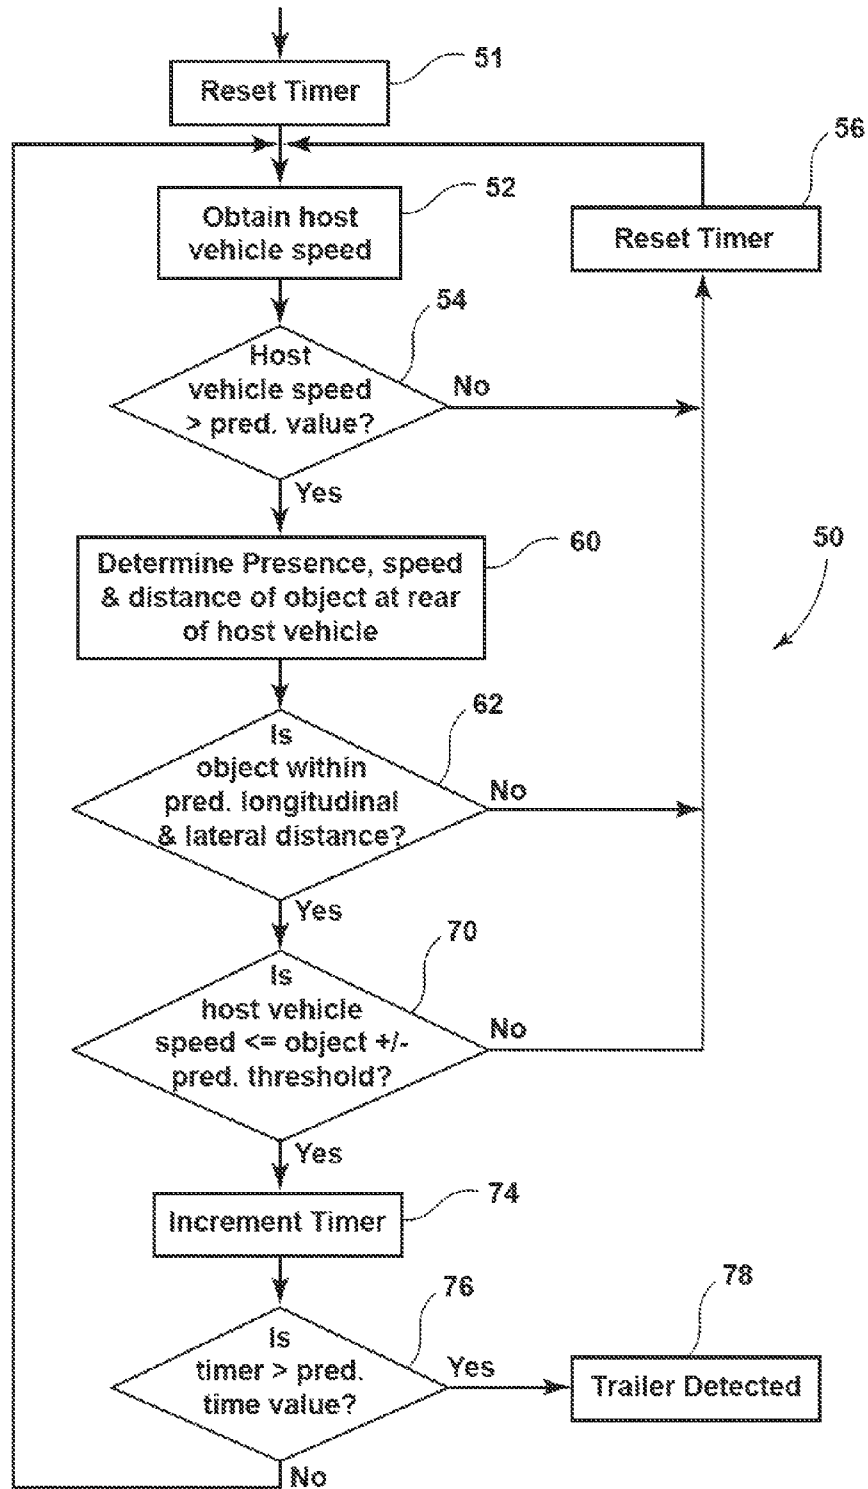 51
Reset Timer
56
52
Obtain host
vehicle speed
Reset Timer
54
Host
vehicle speed
> pred. value?
No
Yes
60
50
Determine Presence, speed
& distance of object at rear
of host vehicle
62
Is
object within
pred. longitudinal
& lateral distance?
No
Yes
70
Is
host vehicle
speed <= object +/-
pred. threshold?
No
Yes
74
Increment Timer
76
78
Is
timer > pred.
time value?
Yes
Trailer Detected
No